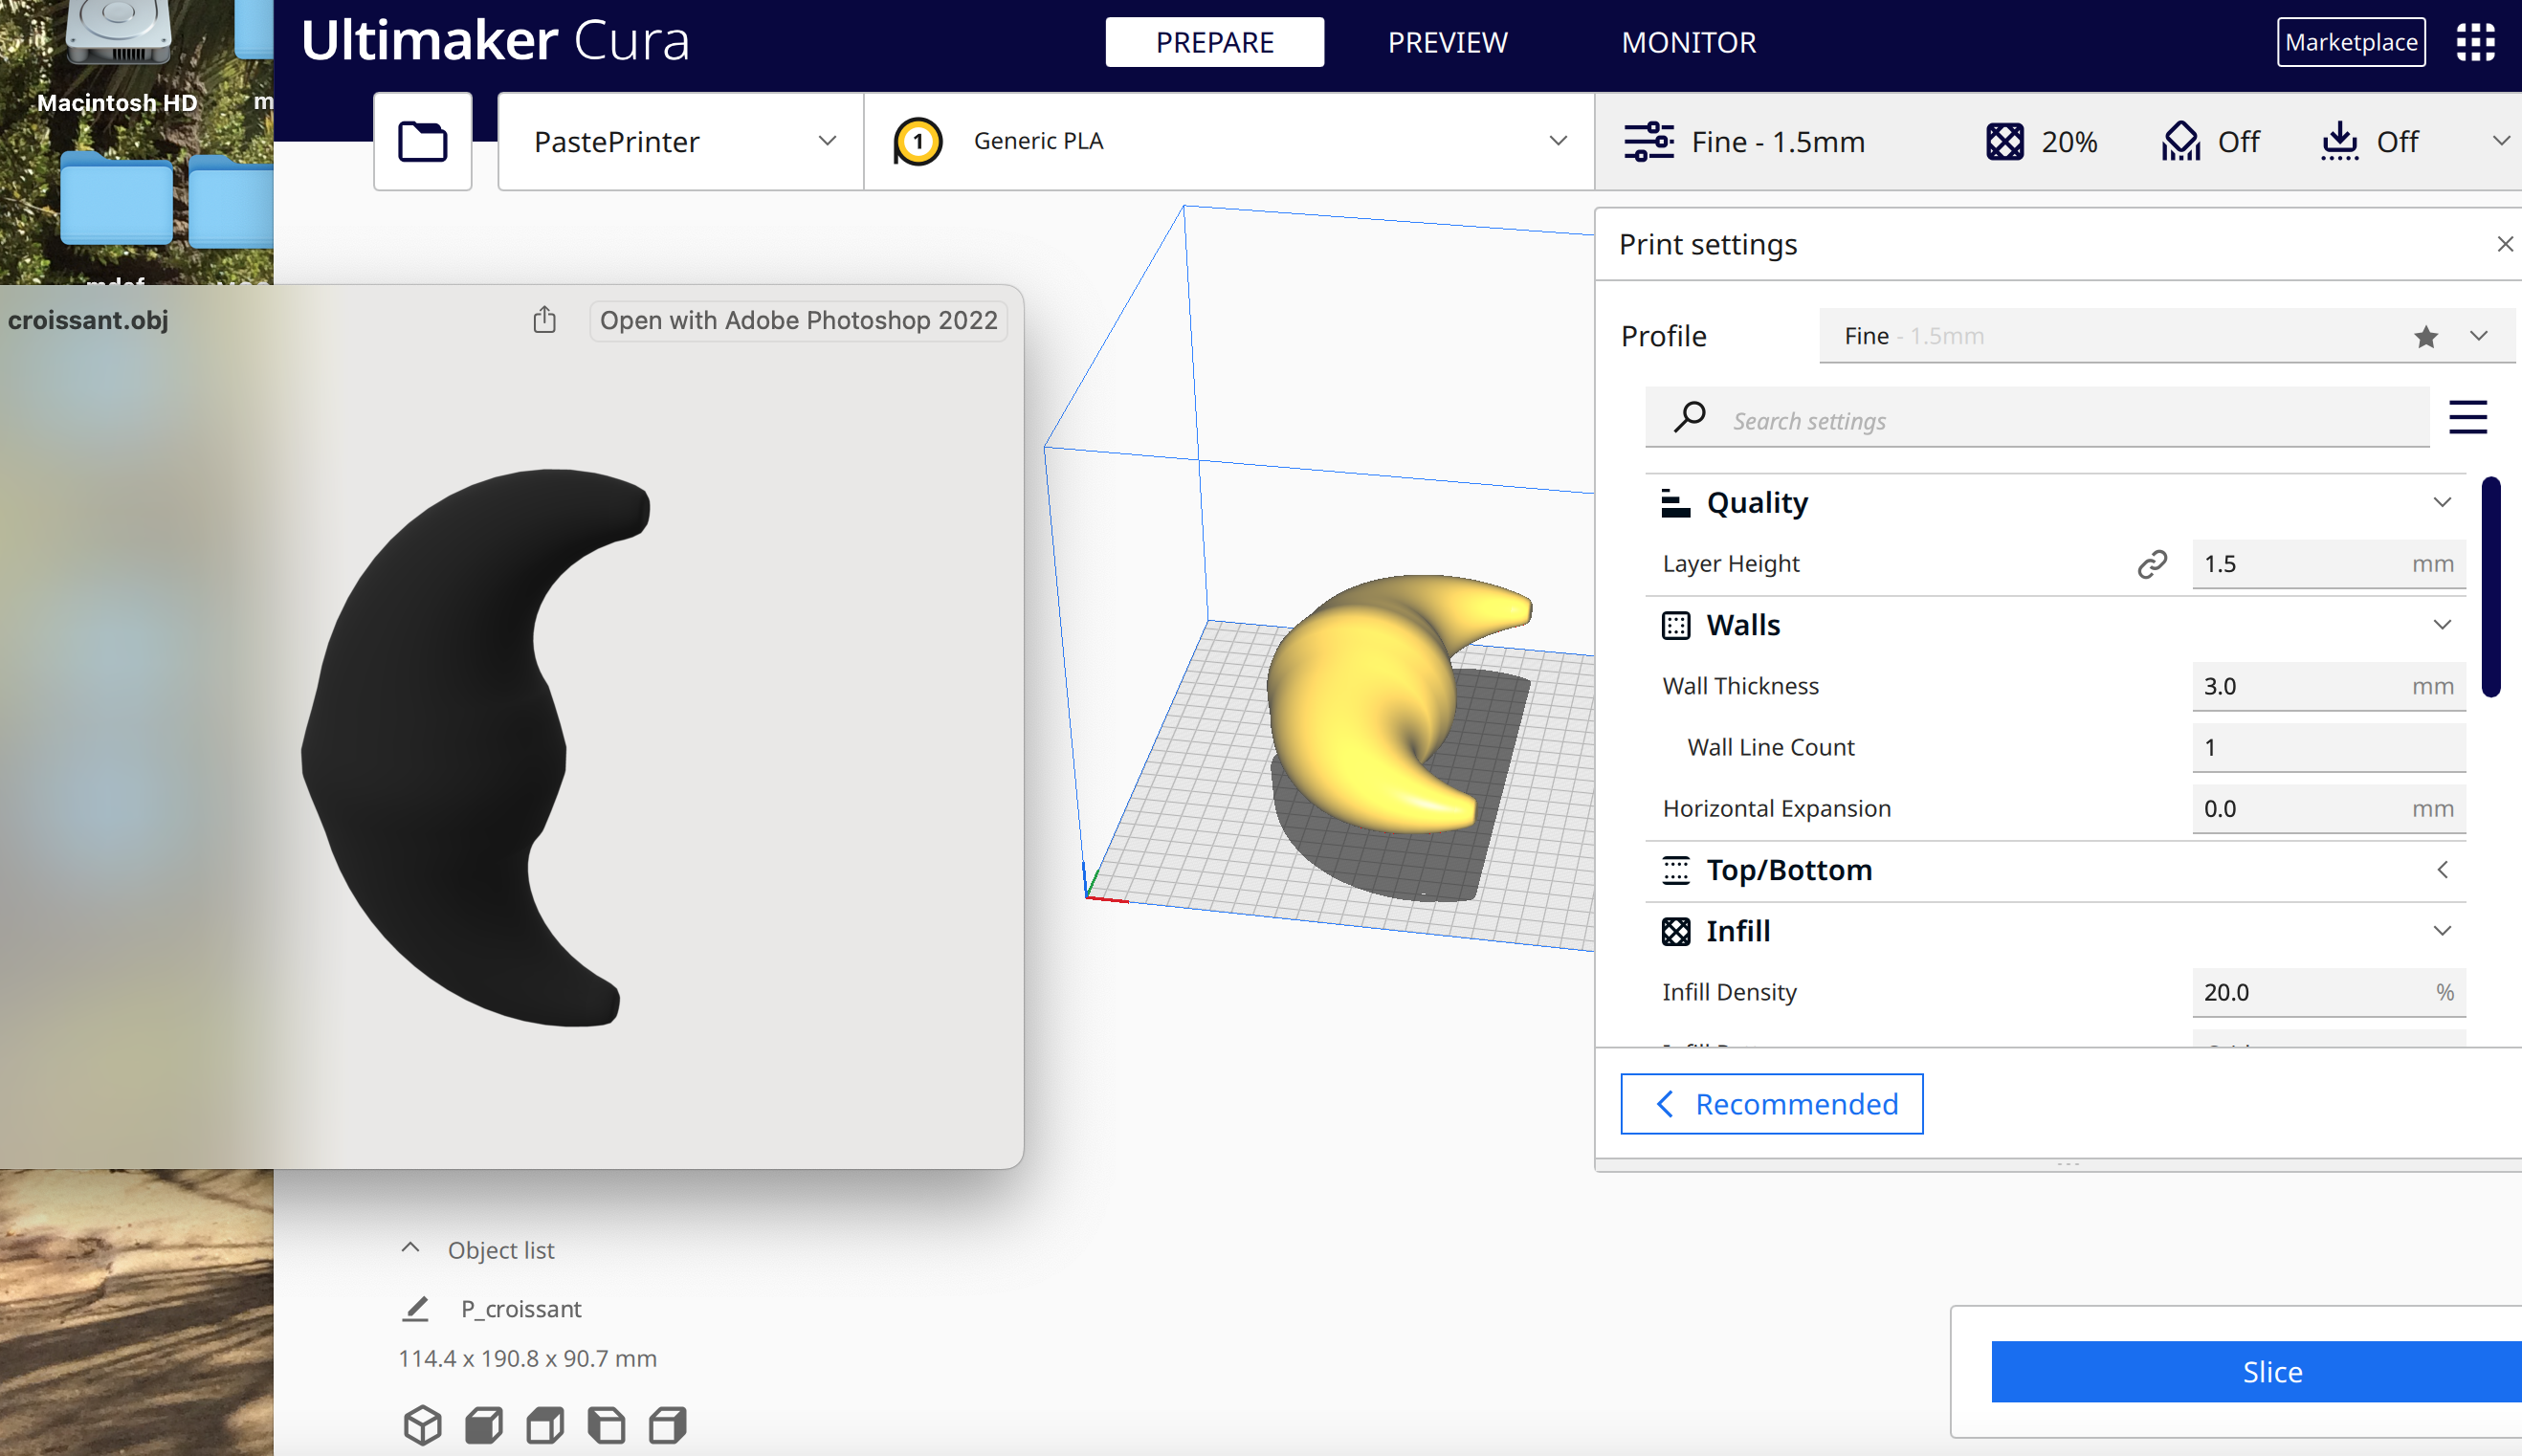 Ultimaker Cura
PREPARE
PREVIEW
MONITOR
Marketplace
Macintosh HD
PastePrinter
1
Generic PLA
Fine - 1.5mm
20%
Off
Off
Print settings
croissant.obj
Open with Adobe Photoshop 2022
Profile
Fine - 1.5mm
Search settings
Quality
Layer Height
1.5 mm
Walls
Wall Thickness
3.0 mm
Wall Line Count
1
Horizontal Expansion
0.0 mm
Top/Bottom
Infill
Infill Density
20.0 %
Recommended
Object list
P_croissant
114.4 x 190.8 x 90.7 mm
Slice